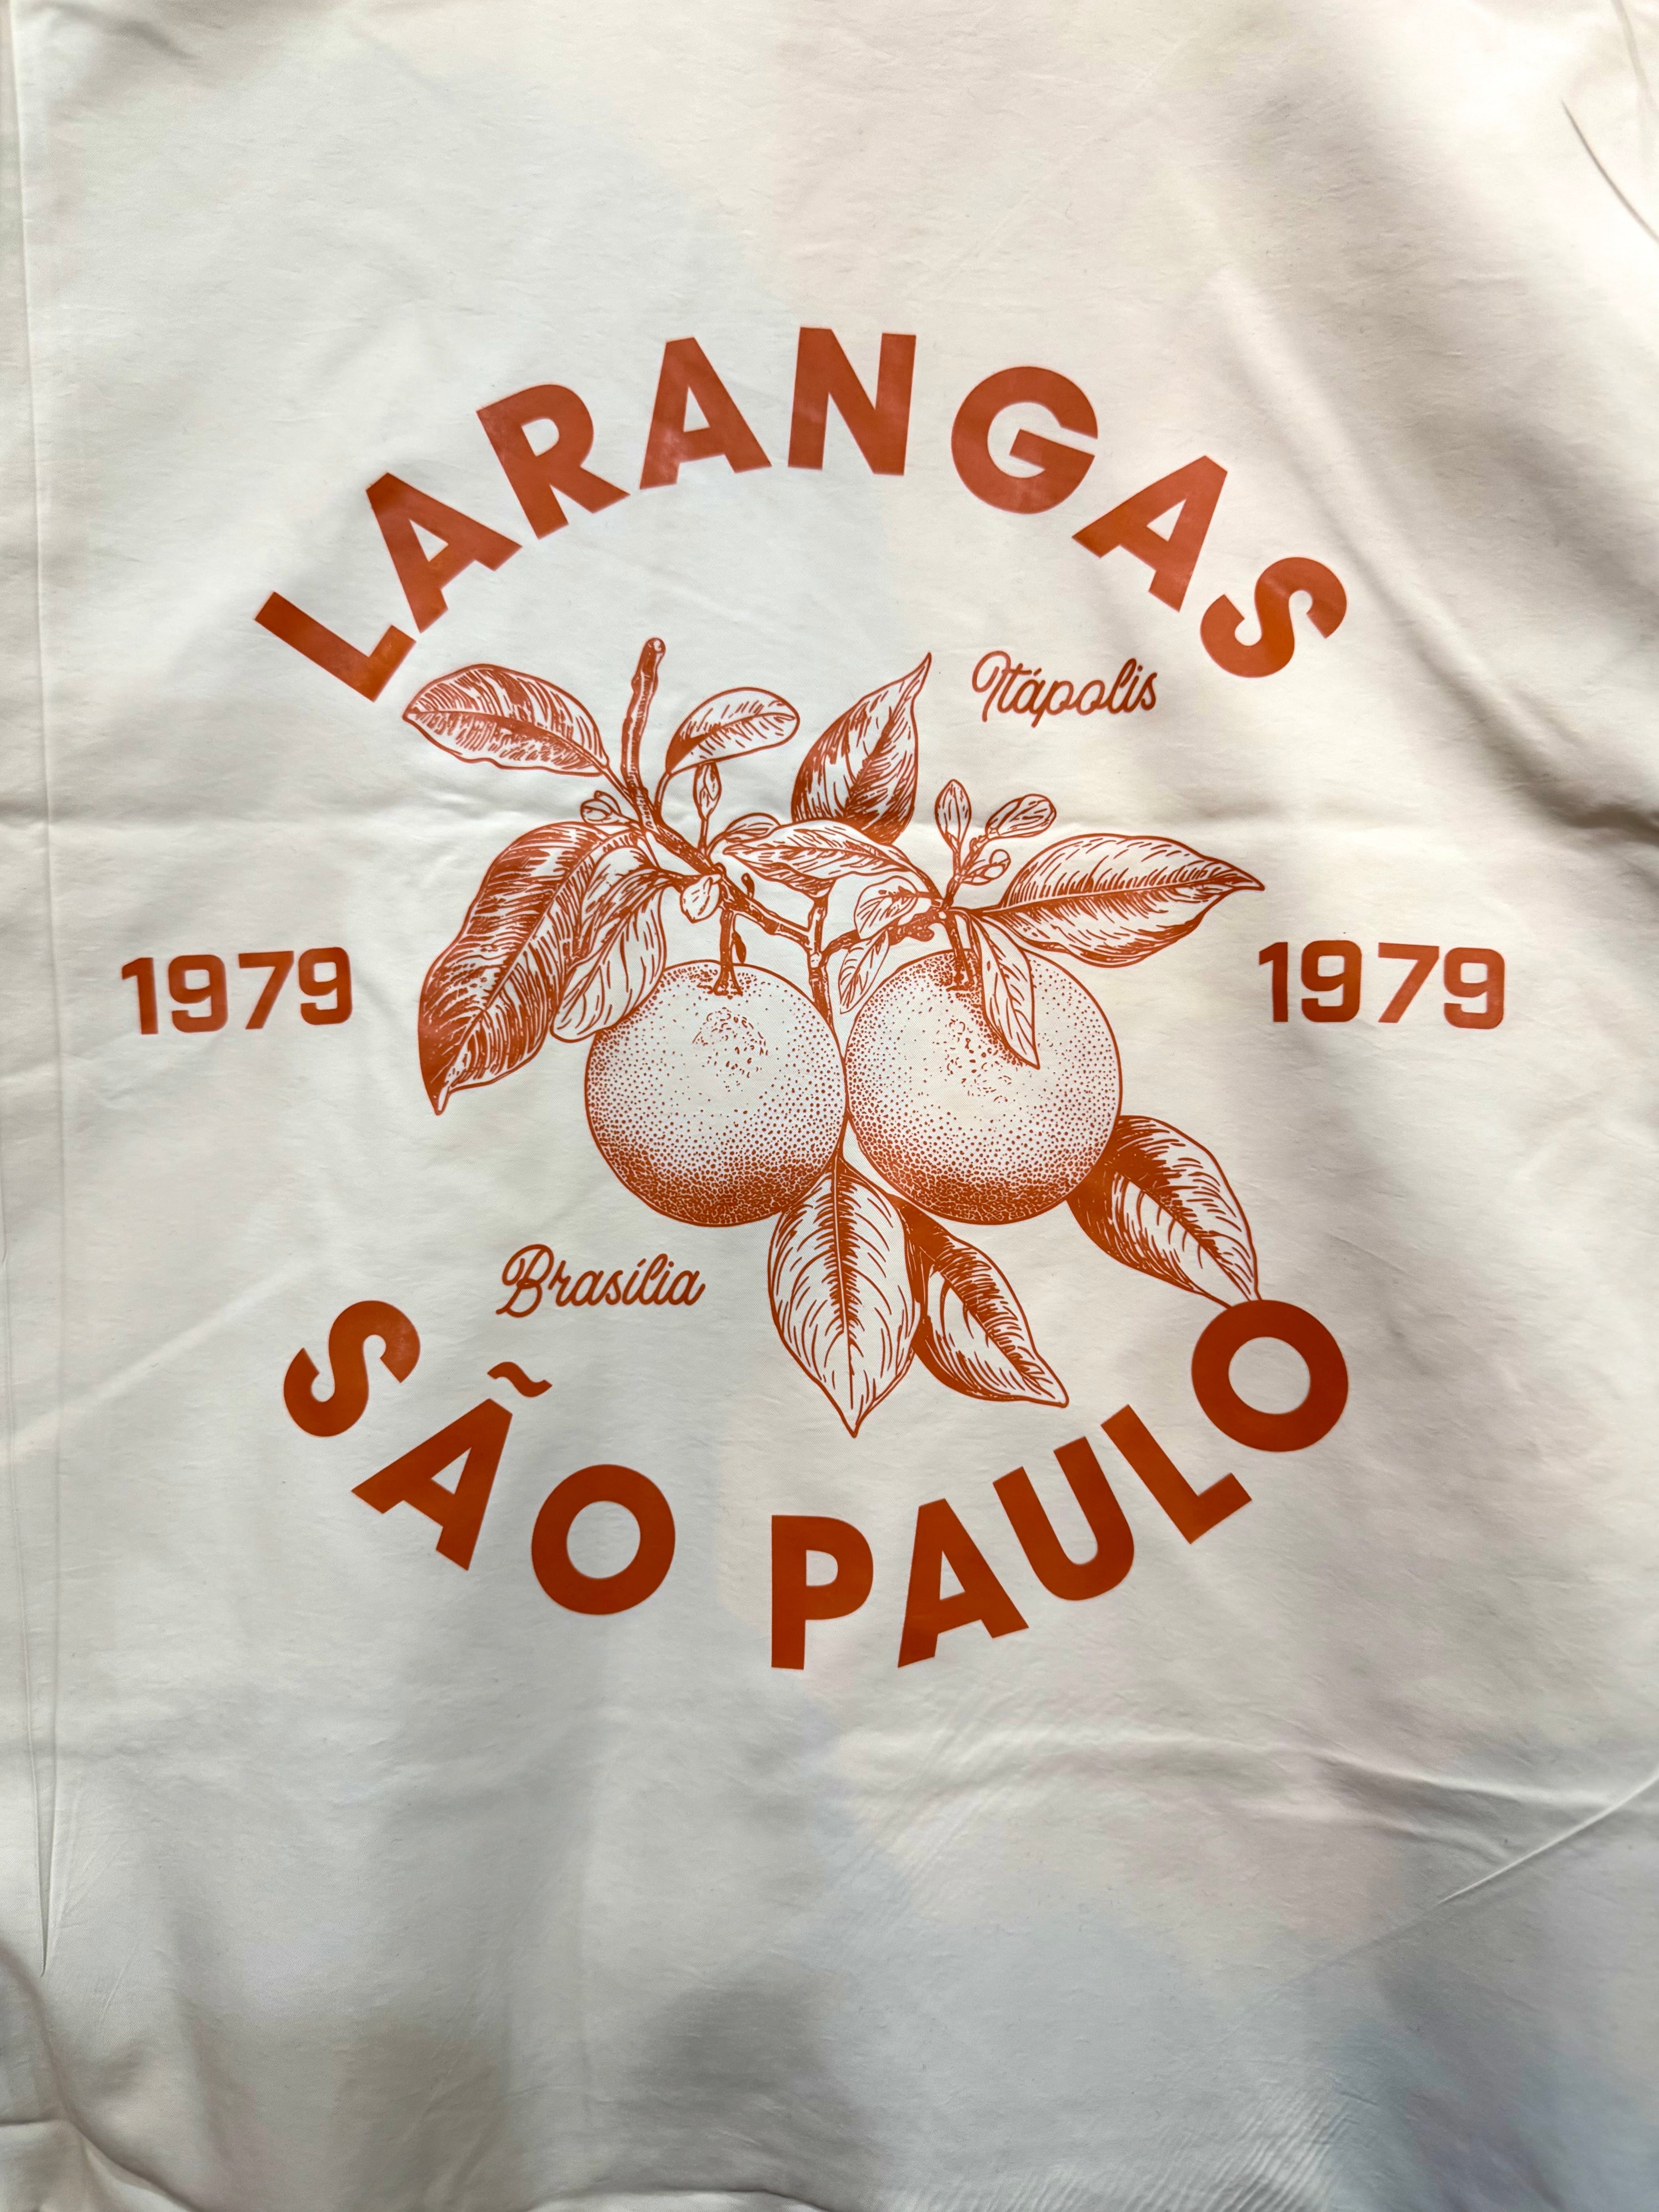 LARANGAS
Itápolis
1979
1979
Brasília
SÃO PAULO